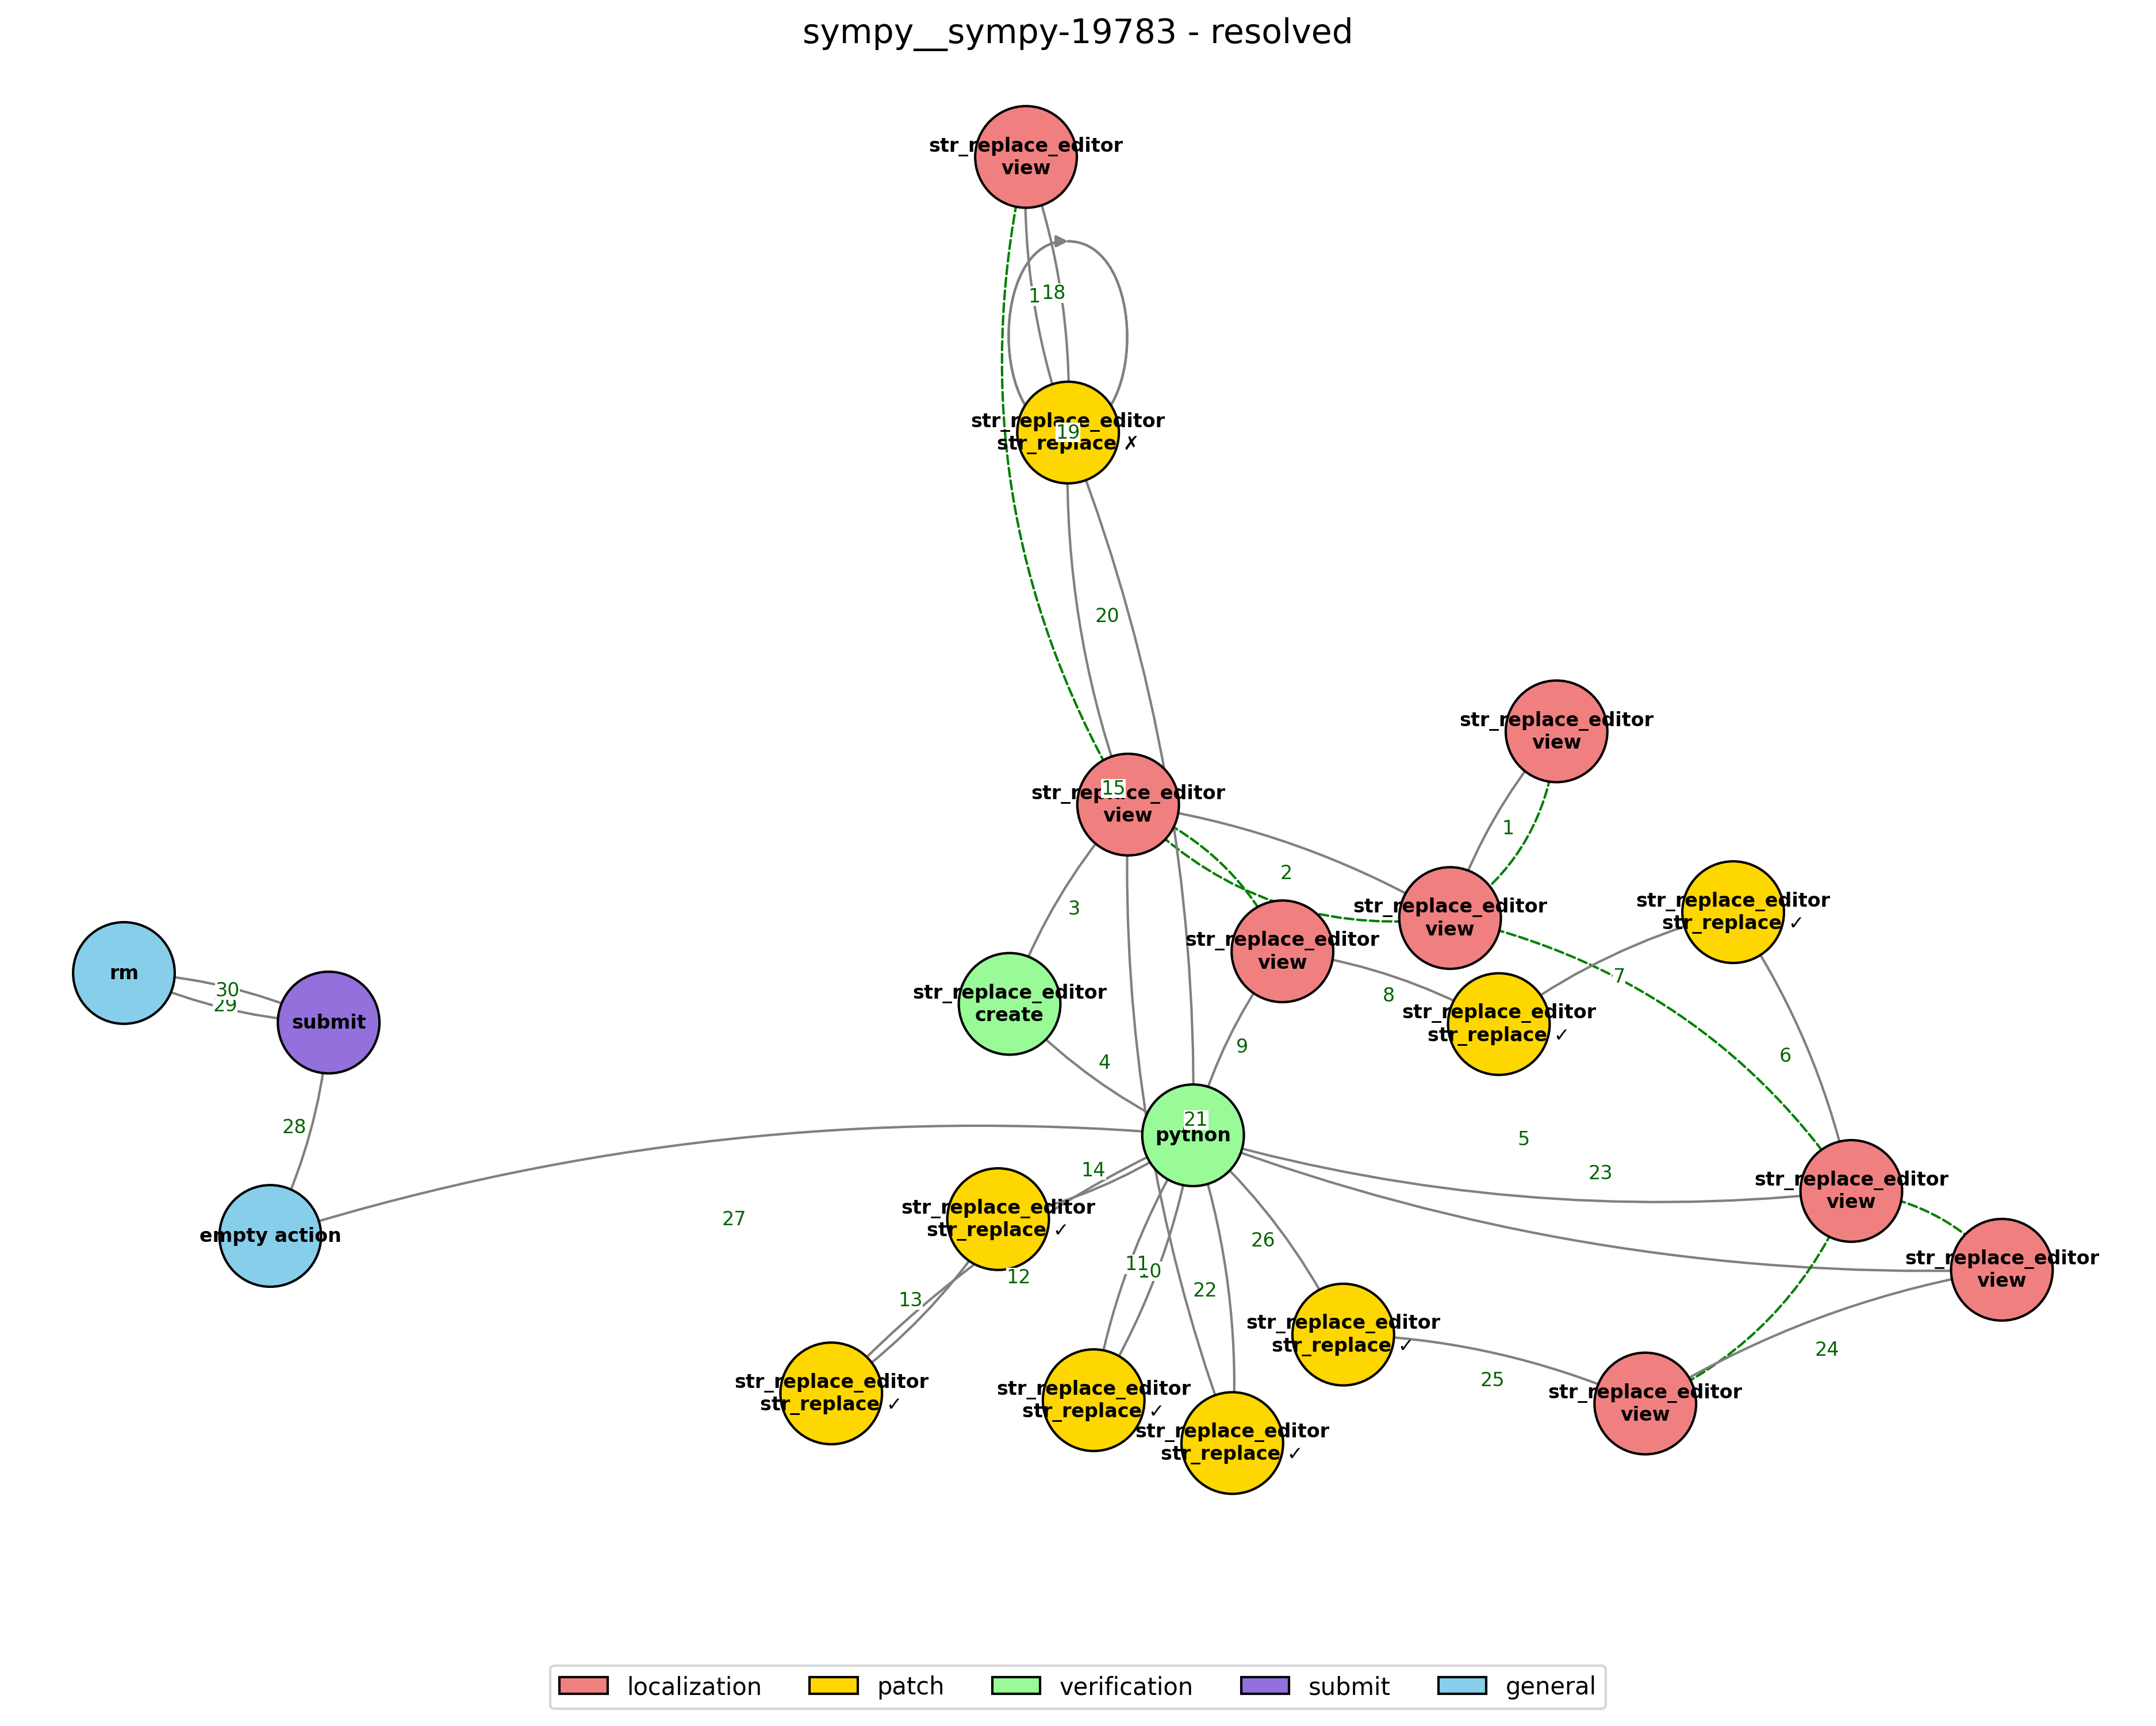 sympy__sympy-19783 - resolved
str_replace_editor
view
1
18
str_replace_editor
str_replace ✗
19
20
str_replace_editor
view
15
str_replace_editor
view
1
2
3
str_replace_editor
view
str_replace_editor
view
str_replace_editor
str_replace ✓
7
8
rm
30
29
submit
str_replace_editor
create
str_replace_editor
str_replace ✓
4
9
6
28
21
python
5
14
23
str_replace_editor
view
empty action
27
str_replace_editor
str_replace ✓
26
str_replace_editor
view
13
12
11
10
22
str_replace_editor
str_replace ✓
25
24
str_replace_editor
str_replace ✓
str_replace_editor
str_replace ✓
str_replace_editor
str_replace ✓
str_replace_editor
view
localization
patch
verification
submit
general